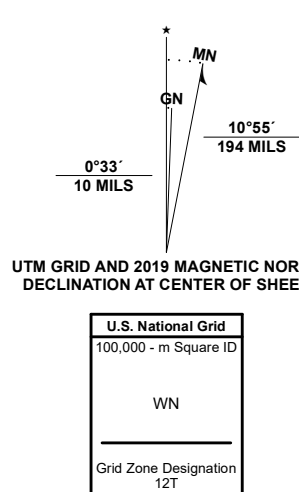 ★
MN
GN
10°55´
194 MILS
0°33´
10 MILS
UTM GRID AND 2019 MAGNETIC NOR
DECLINATION AT CENTER OF SHEE
U.S. National Grid
100,000 - m Square ID
WN
Grid Zone Designation
12T